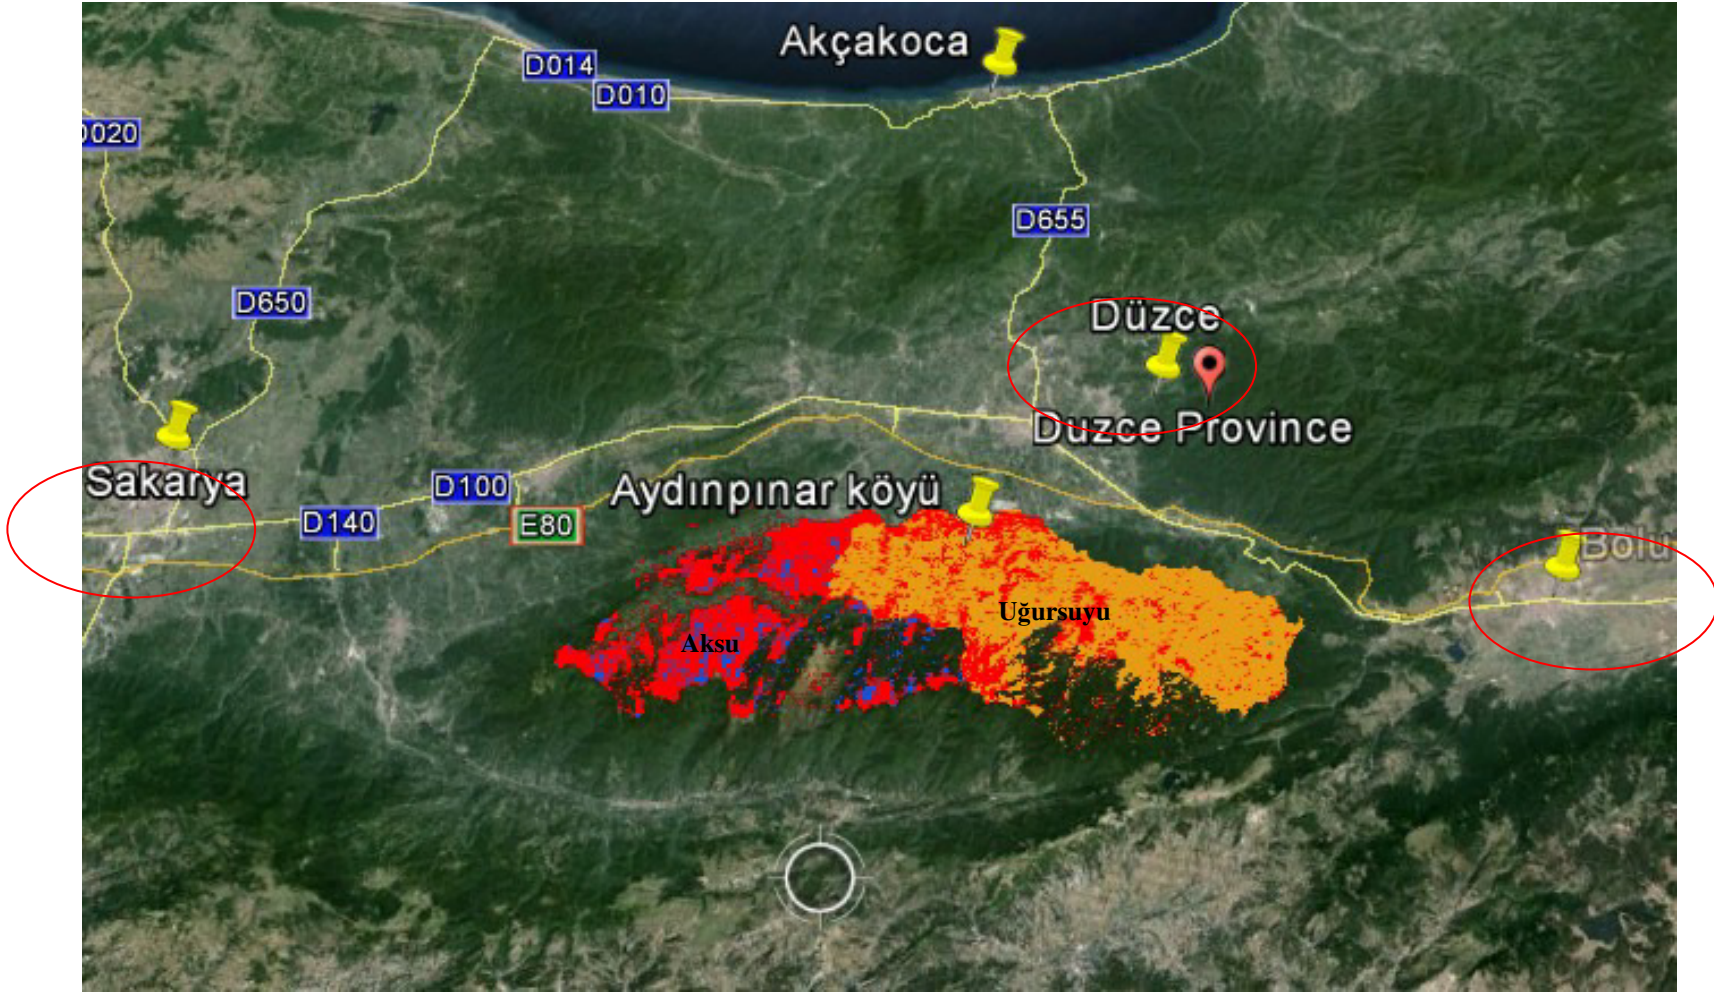 Akçakoca
D014
D010
D020
D655
D650
Düzce
Duzce Province
Sakarya
D100
Aydınpınar köyü
D140
E80
Bolu
Uğursuyu
Aksu